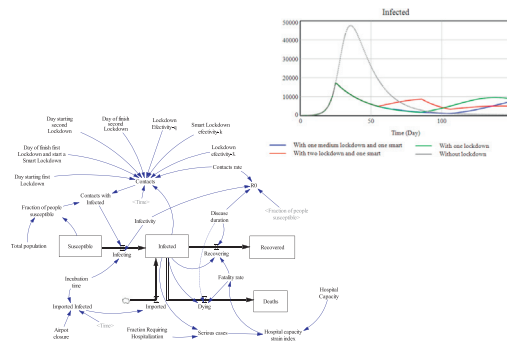 Infected
50000
40000
30000
20000
10000
0
0
50
100
Time (Day)
With one medium lockdown and one smart
With one lockdown
With two lockdown and one smart
Without lockdown
Day starting second Lockdown
Day of finish second Lockdown
Lockdown Efectivity-q
Smart Lockdown efectivity-k
Day of finish first Lockdown and start a Smart Lockdown
Lockdown
Contacts rate
Day starting first Lockdown
Contacts
R0
Contacts with Infected
<Time>
Fraction of people susceptible
Infectivity
Disease duration
<Fraction of people susceptible>
Total population
Susceptible
Infecting
Infected
Recovering
Recovered
Incubation time
Fatality rate
Hospital Capacity
Imported Infected
Imported
Dying
Deaths
Airpot closure
<Time>
Fraction Requiring Hospitalization
Serious cases
Hospital capacity strain index